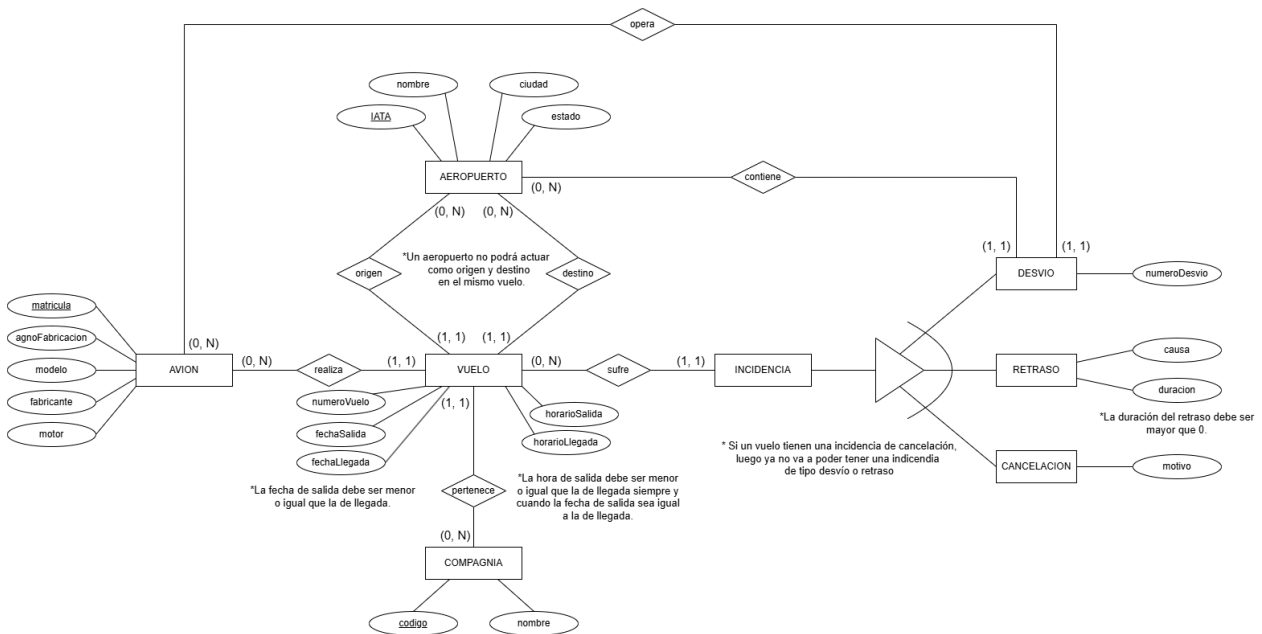 opera
nombre
ciudad
IATA
estado
AEROPUERTO
(0, N)
contiene
(0, N)
(0, N)
(1, 1)
(1, 1)
origen
*Un aeropuerto no podrá actuar
como origen y destino
en el mismo vuelo.
destino
DESVIO
numeroDesvio
matricula
agnoFabricacion
modelo
fabricante
motor
(0, N)
AVION
(0, N)
realiza
(1, 1)
(1, 1)
(1, 1)
VUELO
(0, N)
sufre
(1, 1)
INCIDENCIA
RETRASO
causa
duracion
*La duración del retraso debe ser
mayor que 0.
numeroVuelo
(1, 1)
horarioSalida
fechaSalida
horarioLlegada
fechaLlegada
* Si un vuelo tienen una incidencia de cancelación,
luego ya no va a poder tener una indicendia
de tipo desvío o retraso
CANCELACION
motivo
*La fecha de salida debe ser menor
o igual que la de llegada.
pertenece
*La hora de salida debe ser menor
o igual que la de llegada siempre y
cuando la fecha de salida sea igual
a la de llegada.
(0, N)
COMPAGNIA
codigo
nombre